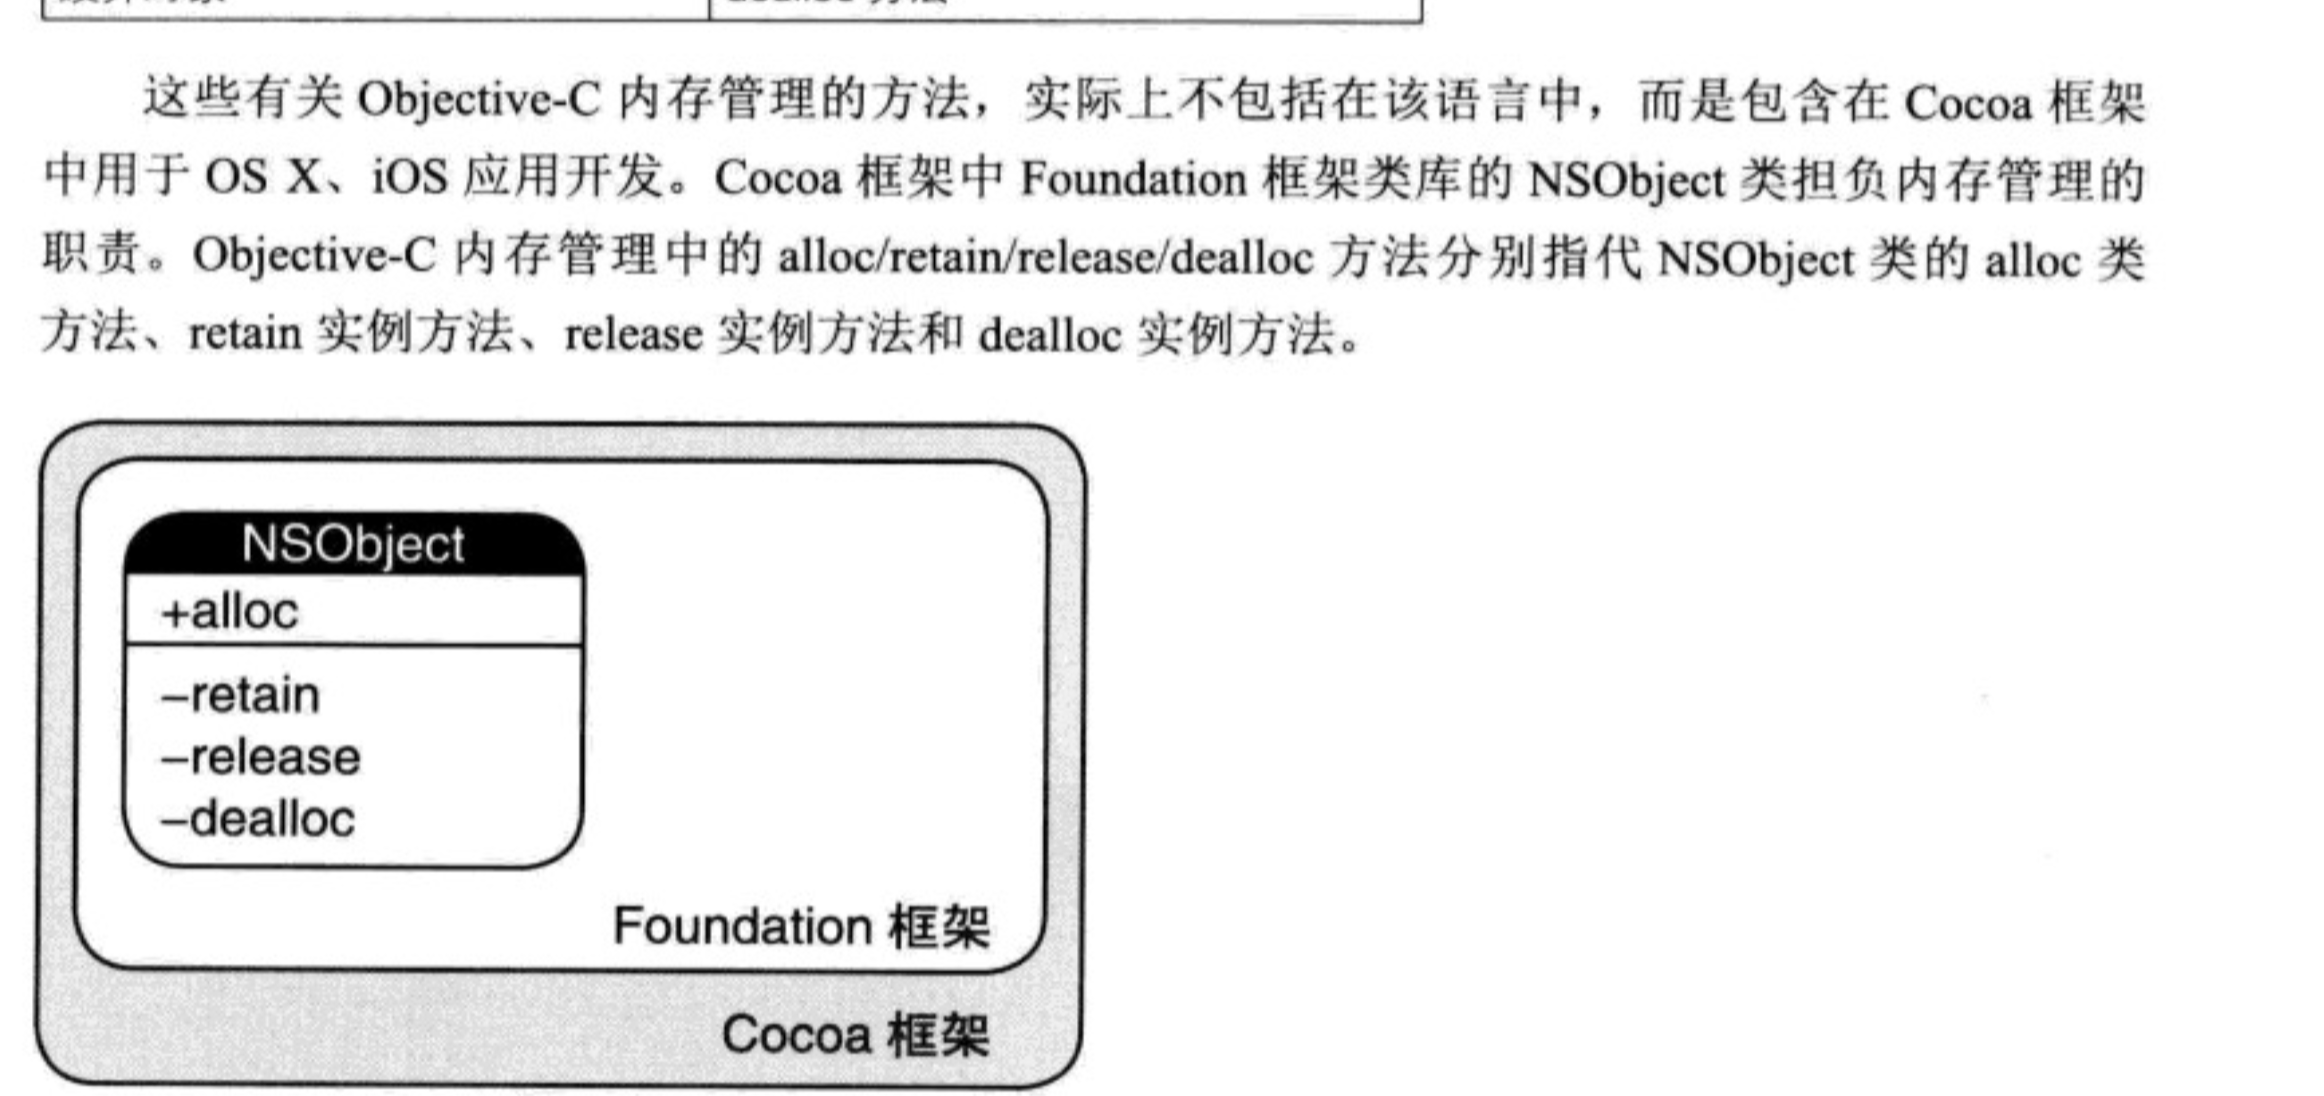 这些有关 Objective-C 内存管理的方法，实际上不包括在该语言中，而是包含在 Cocoa 框架
中用于 OS X、iOS 应用开发。Cocoa 框架中 Foundation 框架类库的 NSObject 类担负内存管理的
职责。Objective-C 内存管理中的 alloc/retain/release/dealloc 方法分别指代 NSObject 类的 alloc 类
方法、retain 实例方法、release 实例方法和 dealloc 实例方法。
NSObject
+alloc
–retain
–release
–dealloc
Foundation 框架
Cocoa 框架